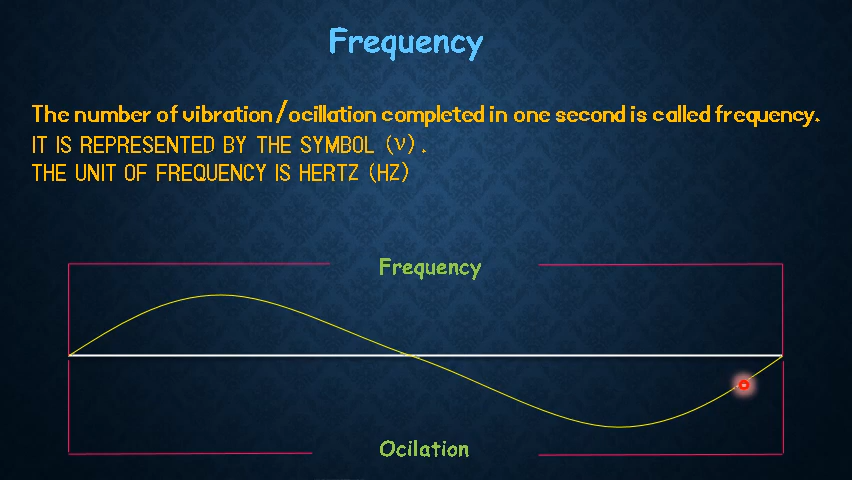 Frequency
The number of vibration/ocillation completed in one second is called frequency.
IT IS REPRESENTED BY THE SYMBOL (ν).
THE UNIT OF FREQUENCY IS HERTZ (HZ)
Frequency
Ocilation